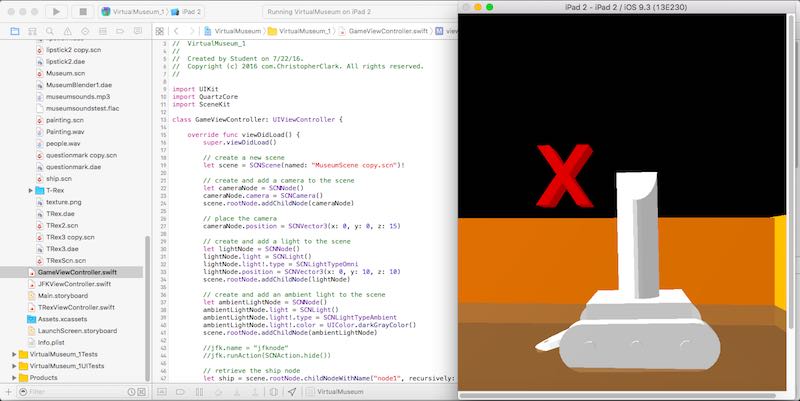 VirtualMuseum_1 〉 iPad 2
Running VirtualMuseum on iPad 2
iPad 2 - iPad 2 / iOS 9.3 (13E230)
VirtualMuseum 〉 VirtualMuseum_1 〉 GameViewController.swift 〉 M
lipstick2 copy.scn
lipstick2.dae
Museum.scn
MuseumBlender1.dae
museumsounds.mp3
museumsoundstest.flac
Painting.scn
Painting.wav
people.wav
questionmark copy.scn
questionmark.dae
ship.scn
T-Rex
texture.png
TRex.dae
TRex2.scn
TRex3 copy.scn
TRex3.dae
TRexScn.scn
GameViewController.swift
JFKViewController.swift
Main.storyboard
TRexViewController.swift
Assets.xcassets
LaunchScreen.storyboard
Info.plist
VirtualMuseum_1Tests
VirtualMuseum_1UITests
Products
Filter
3 //  VirtualMuseum_1
4 //
5 //  Created by Student on 7/22/16.
6 //  Copyright (c) 2016 com.ChristopherClark. All rights reserved.
7 //
8
9 import UIKit
10 import QuartzCore
11 import SceneKit
12
13 class GameViewController: UIViewController {
14
15 override func viewDidLoad() {
16 super.viewDidLoad()
17
18 // create a new scene
19 let scene = SCNScene(named: "MuseumScene copy.scn")!
20
21 // create and add a camera to the scene
22 let cameraNode = SCNNode()
23 cameraNode.camera = SCNCamera()
24 scene.rootNode.addChildNode(cameraNode)
25
26 // place the camera
27 cameraNode.position = SCNVector3(x: 0, y: 0, z: 15)
28
29 // create and add a light to the scene
30 let lightNode = SCNNode()
31 lightNode.light = SCNLight()
32 lightNode.light!.type = SCNLightTypeOmni
33 lightNode.position = SCNVector3(x: 0, y: 10, z: 10)
34 scene.rootNode.addChildNode(lightNode)
35
36 // create and add an ambient light to the scene
37 let ambientLightNode = SCNNode()
38 ambientLightNode.light = SCNLight()
39 ambientLightNode.light!.type = SCNLightTypeAmbient
40 ambientLightNode.light!.color = UIColor.darkGrayColor()
41 scene.rootNode.addChildNode(ambientLightNode)
42
43 //jfk.name = "jfknode"
44 //jfk.runAction(SCNAction.hide())
45
46 // retrieve the ship node
47 let ship = scene.rootNode.childNodeWithName("node1", recursively:
VirtualMuseum
X